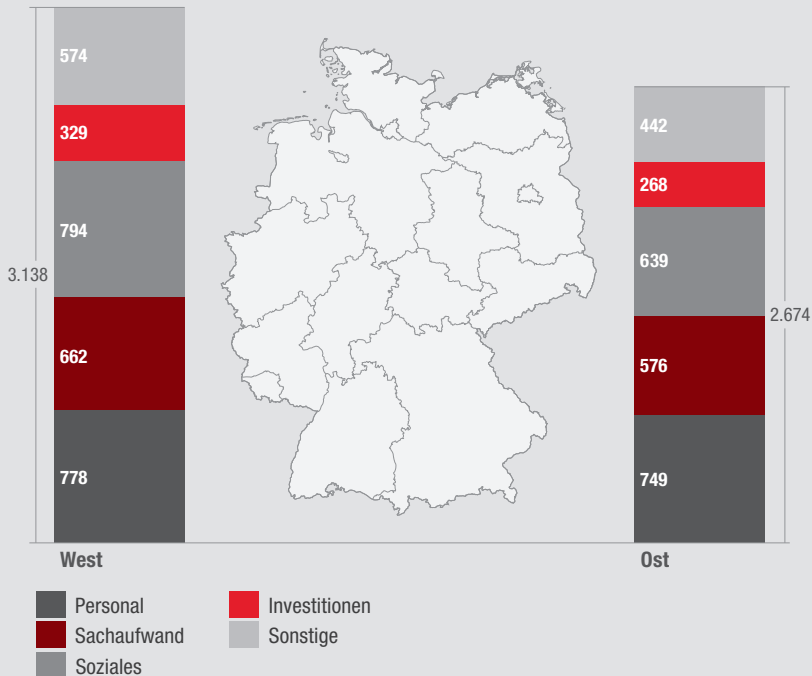 574
329
794
3.138
662
778
West
442
268
639
2.674
576
749
Ost
Personal
Sachaufwand
Soziales
Investitionen
Sonstige